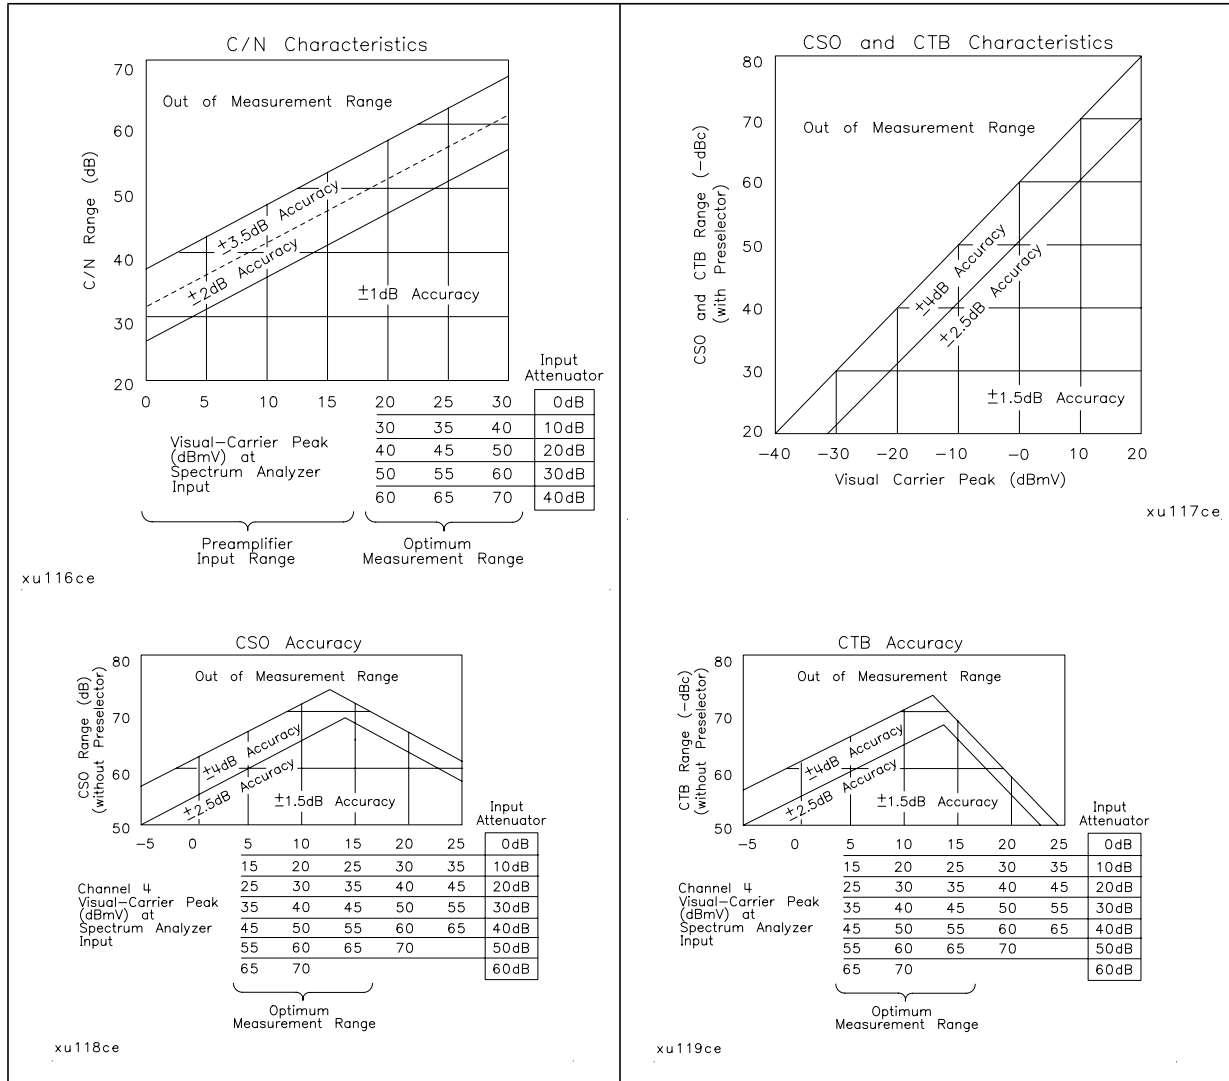 C/N Characteristics
70
60
50
40
30
20
C/N Range (dB)
Out of Measurement Range
±3.5dB Accuracy
±2dB Accuracy
±1dB Accuracy
Input
Attenuator
0 5 10 15 20 25 30 0dB
30 35 40 10dB
40 45 50 20dB
50 55 60 30dB
60 65 70 40dB
Visual-Carrier Peak
(dBmV) at
Spectrum Analyzer
Input
Preamplifier
Input Range
Optimum
Measurement Range
xu116ce
CSO and CTB Characteristics
80
70
60
50
40
30
20
CSO and CTB Range (-dBc)
(with Preselector)
Out of Measurement Range
±4dB Accuracy
±2.5dB Accuracy
±1.5dB Accuracy
-40 -30 -20 -10 -0 10 20
Visual Carrier Peak (dBmV)
xu117ce
CSO Accuracy
80
70
60
50
CSO Range (dB)
(without Preselector)
Out of Measurement Range
±4dB Accuracy
±2.5dB Accuracy
±1.5dB Accuracy
Input
Attenuator
-5 0 5 10 15 20 25 0dB
15 20 25 30 35 10dB
25 30 35 40 45 20dB
35 40 45 50 55 30dB
45 50 55 60 65 40dB
55 60 65 70 50dB
65 70 60dB
Channel 4
Visual-Carrier Peak
(dBmV) at
Spectrum Analyzer
Input
Optimum
Measurement Range
xu118ce
CTB Accuracy
80
70
60
50
CTB Range (-dBc)
(without Preselector)
Out of Measurement Range
±4dB Accuracy
±2.5dB Accuracy
±1.5dB Accuracy
Input
Attenuator
-5 0 5 10 15 20 25 0dB
15 20 25 30 35 10dB
25 30 35 40 45 20dB
35 40 45 50 55 30dB
45 50 55 60 65 40dB
55 60 65 70 50dB
65 70 60dB
Channel 4
Visual-Carrier Peak
(dBmV) at
Spectrum Analyzer
Input
Optimum
Measurement Range
xu119ce